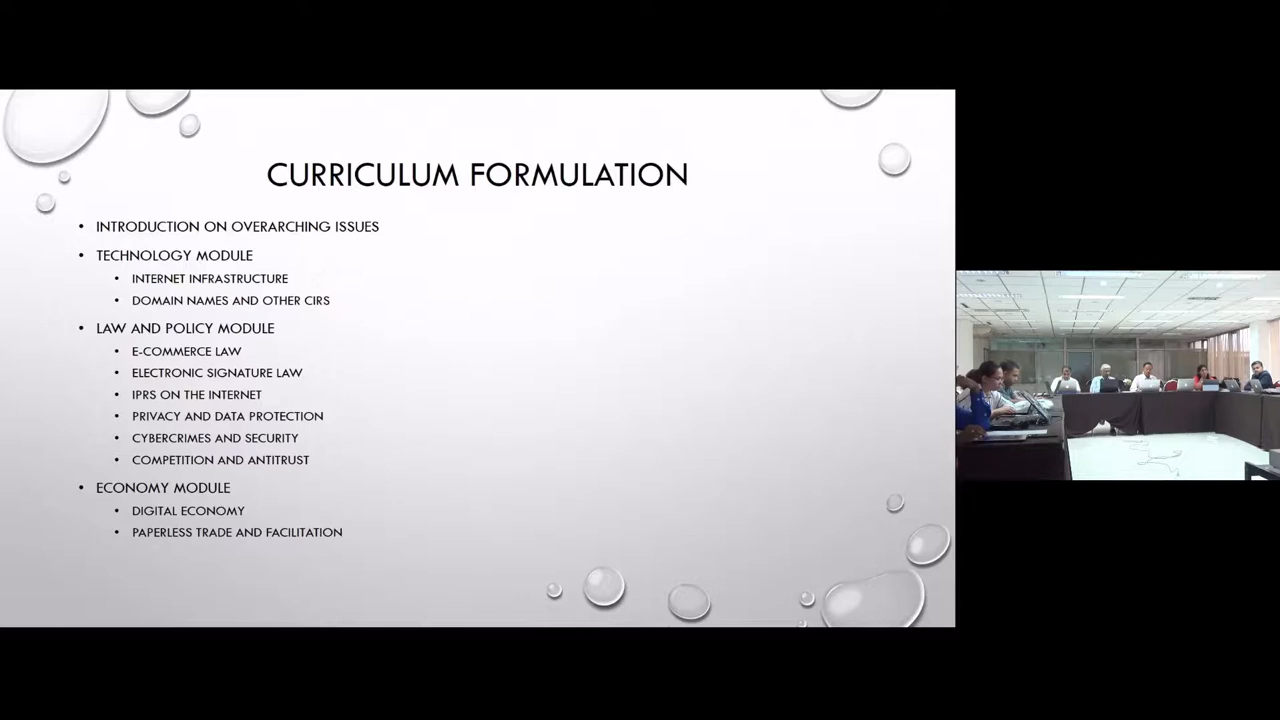 CURRICULUM FORMULATION
• INTRODUCTION ON OVERARCHING ISSUES
• TECHNOLOGY MODULE
• INTERNET INFRASTRUCTURE
• DOMAIN NAMES AND OTHER CIRS
• LAW AND POLICY MODULE
• E-COMMERCE LAW
• ELECTRONIC SIGNATURE LAW
• IPRS ON THE INTERNET
• PRIVACY AND DATA PROTECTION
• CYBERCRIMES AND SECURITY
• COMPETITION AND ANTITRUST
• ECONOMY MODULE
• DIGITAL ECONOMY
• PAPERLESS TRADE AND FACILITATION